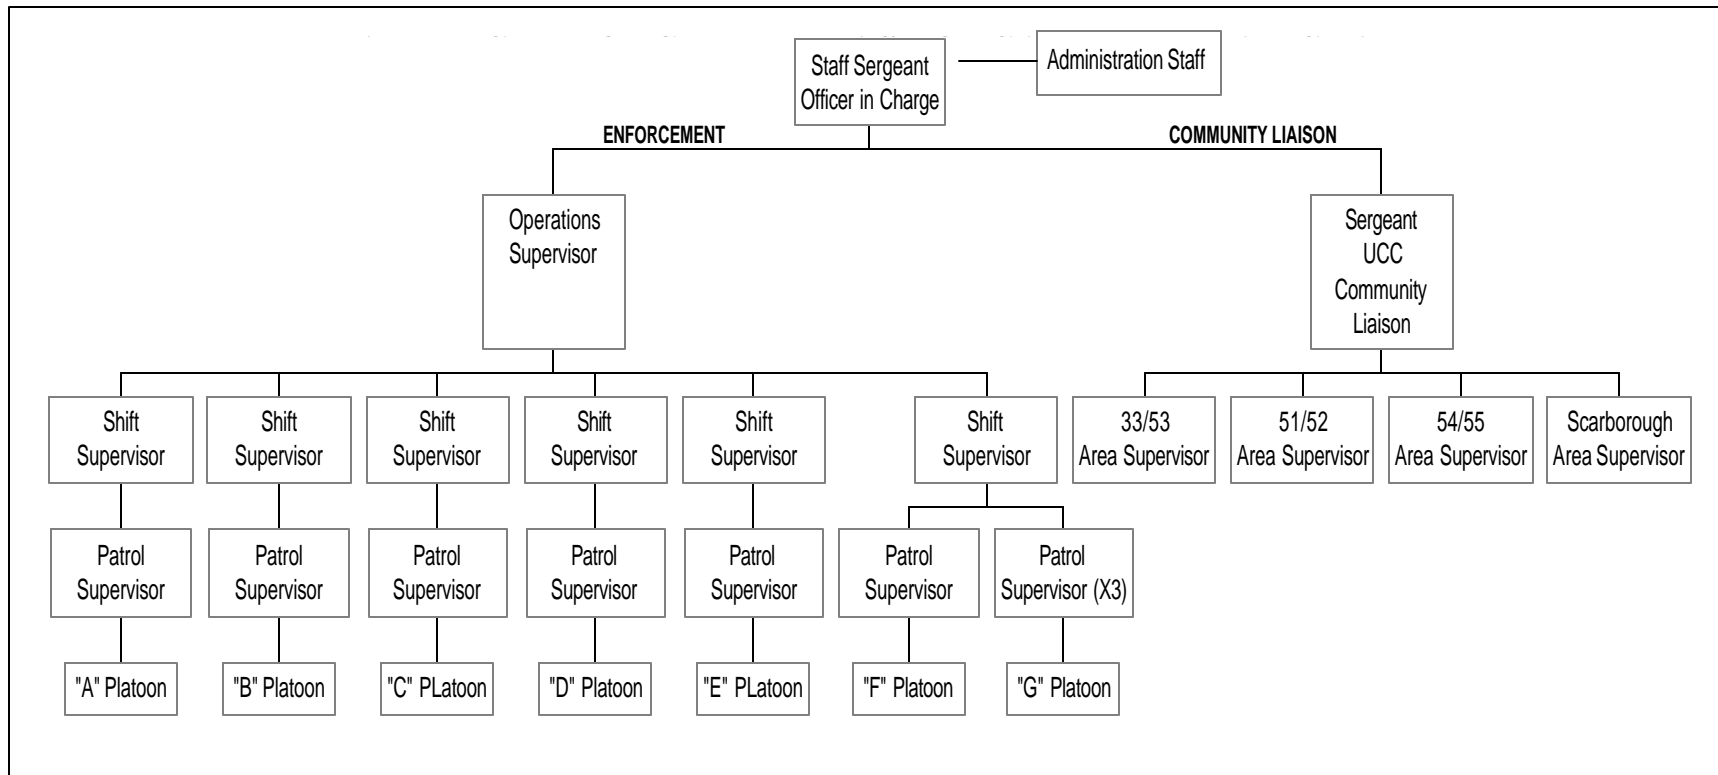 Staff Sergeant
Officer in Charge
Administration Staff
ENFORCEMENT
COMMUNITY LIAISON
Operations
Supervisor
Sergeant
UCC
Community
Liaison
Shift
Supervisor
Shift
Supervisor
Shift
Supervisor
Shift
Supervisor
Shift
Supervisor
Shift
Supervisor
33/53
Area Supervisor
51/52
Area Supervisor
54/55
Area Supervisor
Scarborough
Area Supervisor
Patrol
Supervisor
Patrol
Supervisor
Patrol
Supervisor
Patrol
Supervisor
Patrol
Supervisor
Patrol
Supervisor
Patrol
Supervisor (X3)
"A" Platoon
"B" Platoon
"C" PLatoon
"D" Platoon
"E" PLatoon
"F" Platoon
"G" Platoon